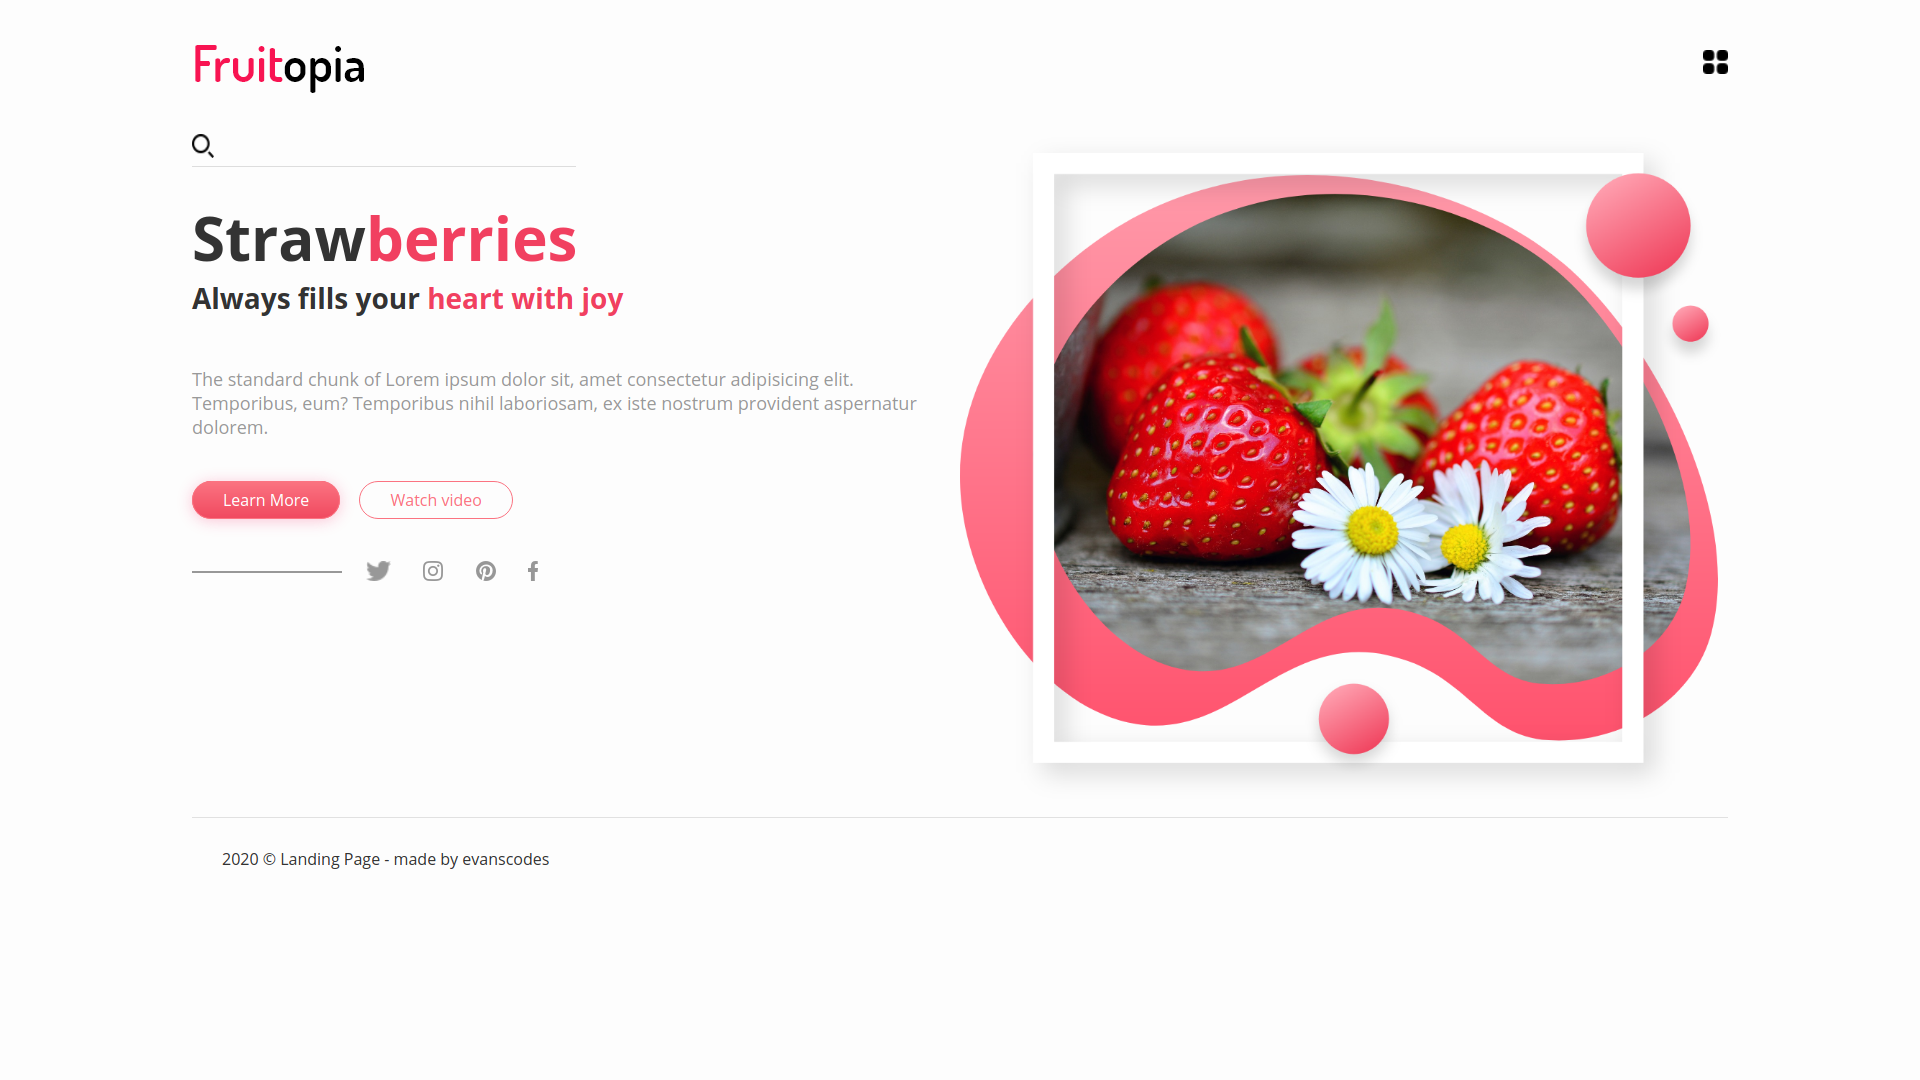 Fruitopia
Strawberries
Always fills your heart with joy
The standard chunk of Lorem ipsum dolor sit, amet consectetur adipisicing elit.
Temporibus, eum? Temporibus nihil laboriosam, ex iste nostrum provident aspernatur
dolorem.
Learn More
Watch video
2020 © Landing Page - made by evanscodes